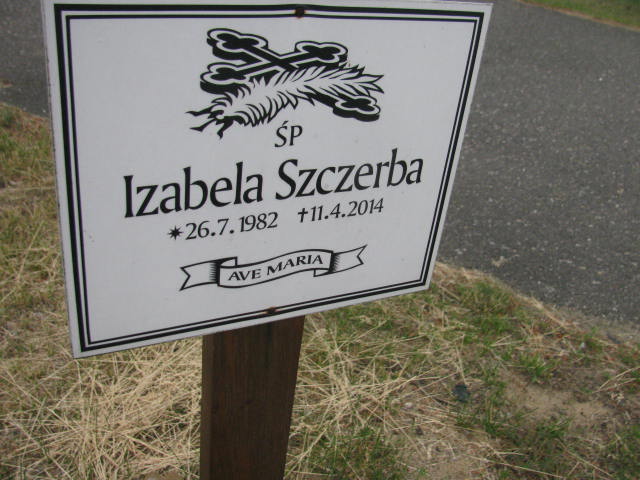 ŚP
Izabela Szczerba
✴26.7.1982 ✝11.4.2014
AVE MARIA